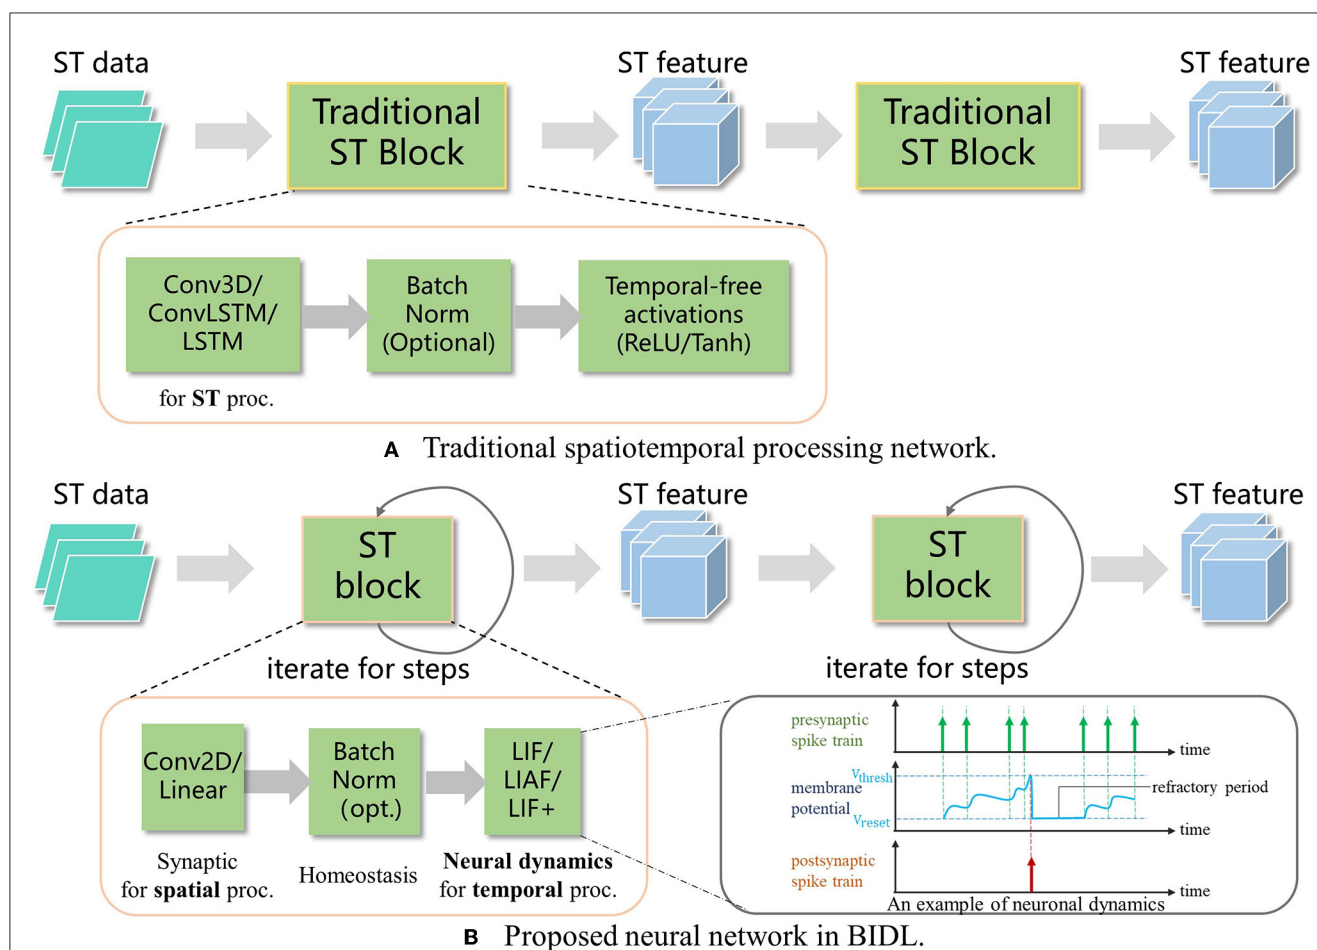 ST data
Traditional
ST Block
ST feature
Traditional
ST Block
ST feature
Conv3D/
ConvLSTM/
LSTM
for ST proc.
Batch
Norm
(Optional)
Temporal-free
activations
(ReLU/Tanh)
A Traditional spatiotemporal processing network.
ST data
ST
block
iterate for steps
ST feature
ST
block
iterate for steps
ST feature
Conv2D/
Linear
Synaptic
for spatial proc.
Batch
Norm
(opt.)
Homeostasis
LIF/
LIAF/
LIF+
Neural dynamics
for temporal proc.
presynaptic
spike train
time
Vthresh
membrane
potential
Vreset
refractory period
time
postsynaptic
spike train
time
An example of neuronal dynamics
B Proposed neural network in BIDL.